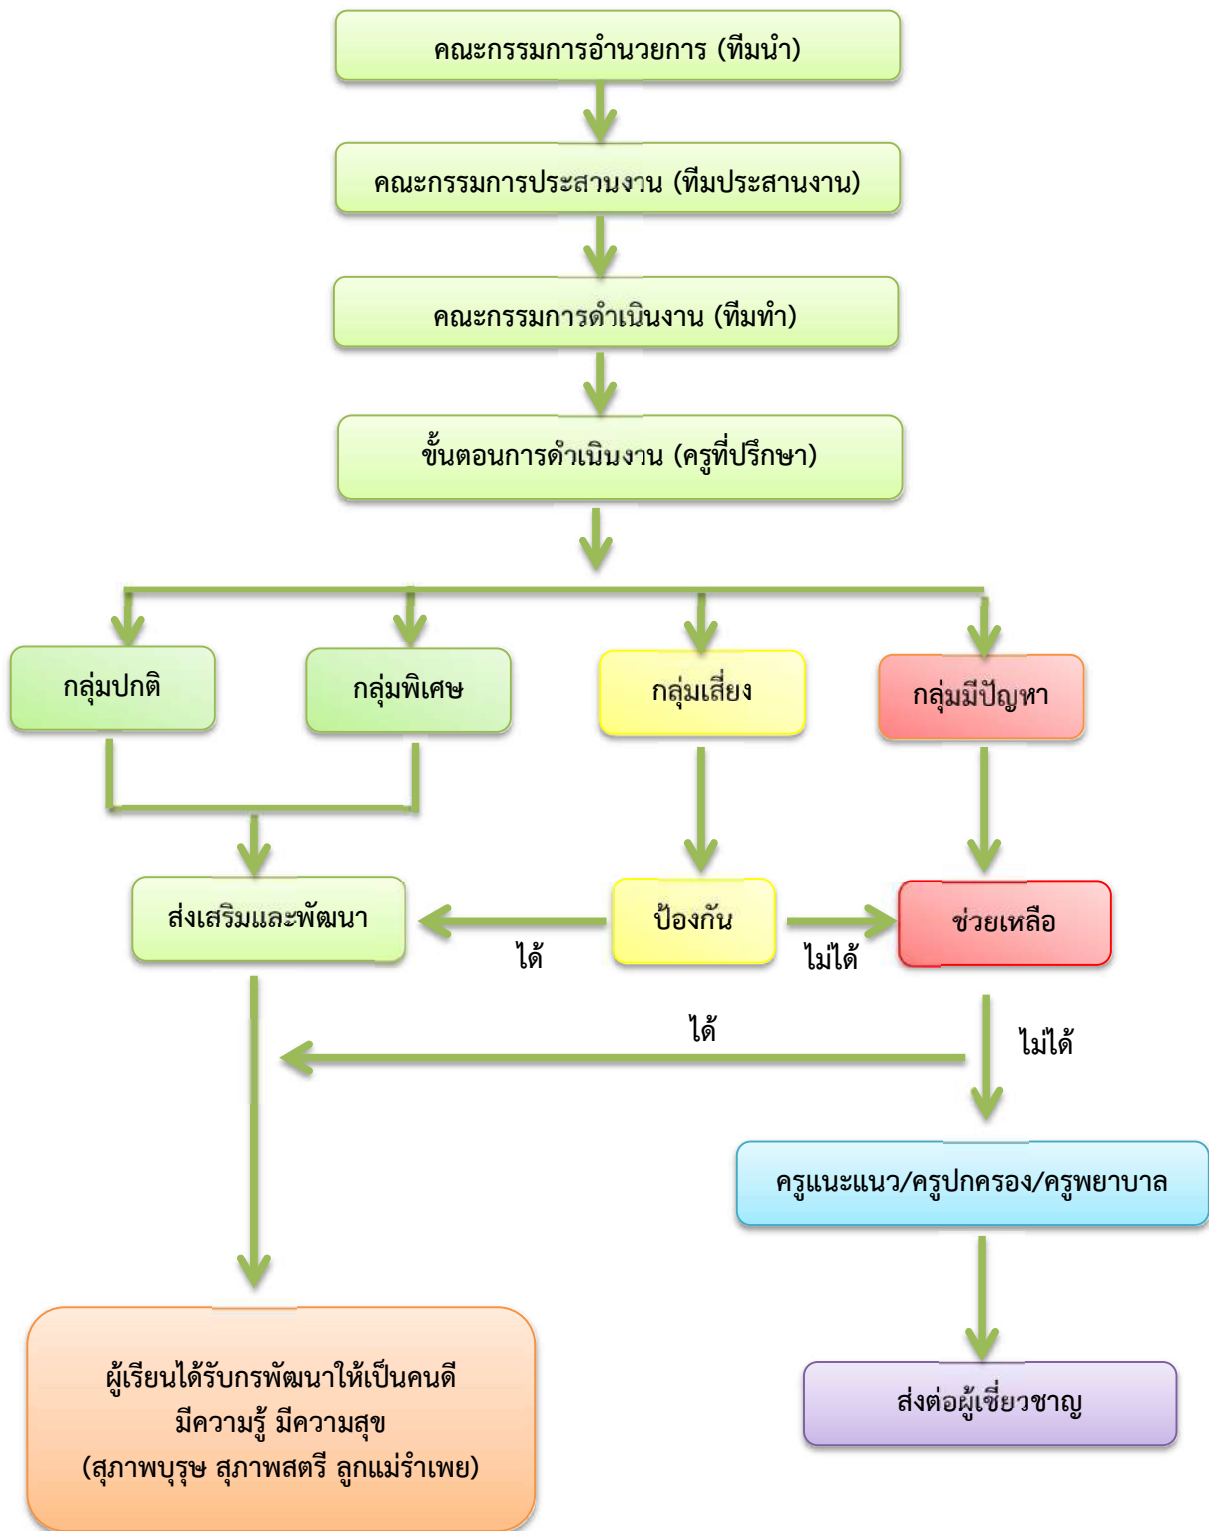 คณะกรรมการอำนวยการ (ทีมนำ)
คณะกรรมการประสานงาน (ทีมประสานงาน)
คณะกรรมการดำเนินงาน (ทีมทำ)
ขั้นตอนการดำเนินงาน (ครูที่ปรึกษา)
กลุ่มปกติ
กลุ่มพิเศษ
กลุ่มเสี่ยง
กลุ่มมีปัญหา
ส่งเสริมและพัฒนา
ได้
ป้องกัน
ไม่ได้
ช่วยเหลือ
ได้
ไม่ได้
ครูแนะแนว/ครูปกครอง/ครูพยาบาล
ผู้เรียนได้รับกรพัฒนาให้เป็นคนดี
มีความรู้ มีความสุข
(สุภาพบุรุษ สุภาพสตรี ลูกแม่รำเพย)
ส่งต่อผู้เชี่ยวชาญ